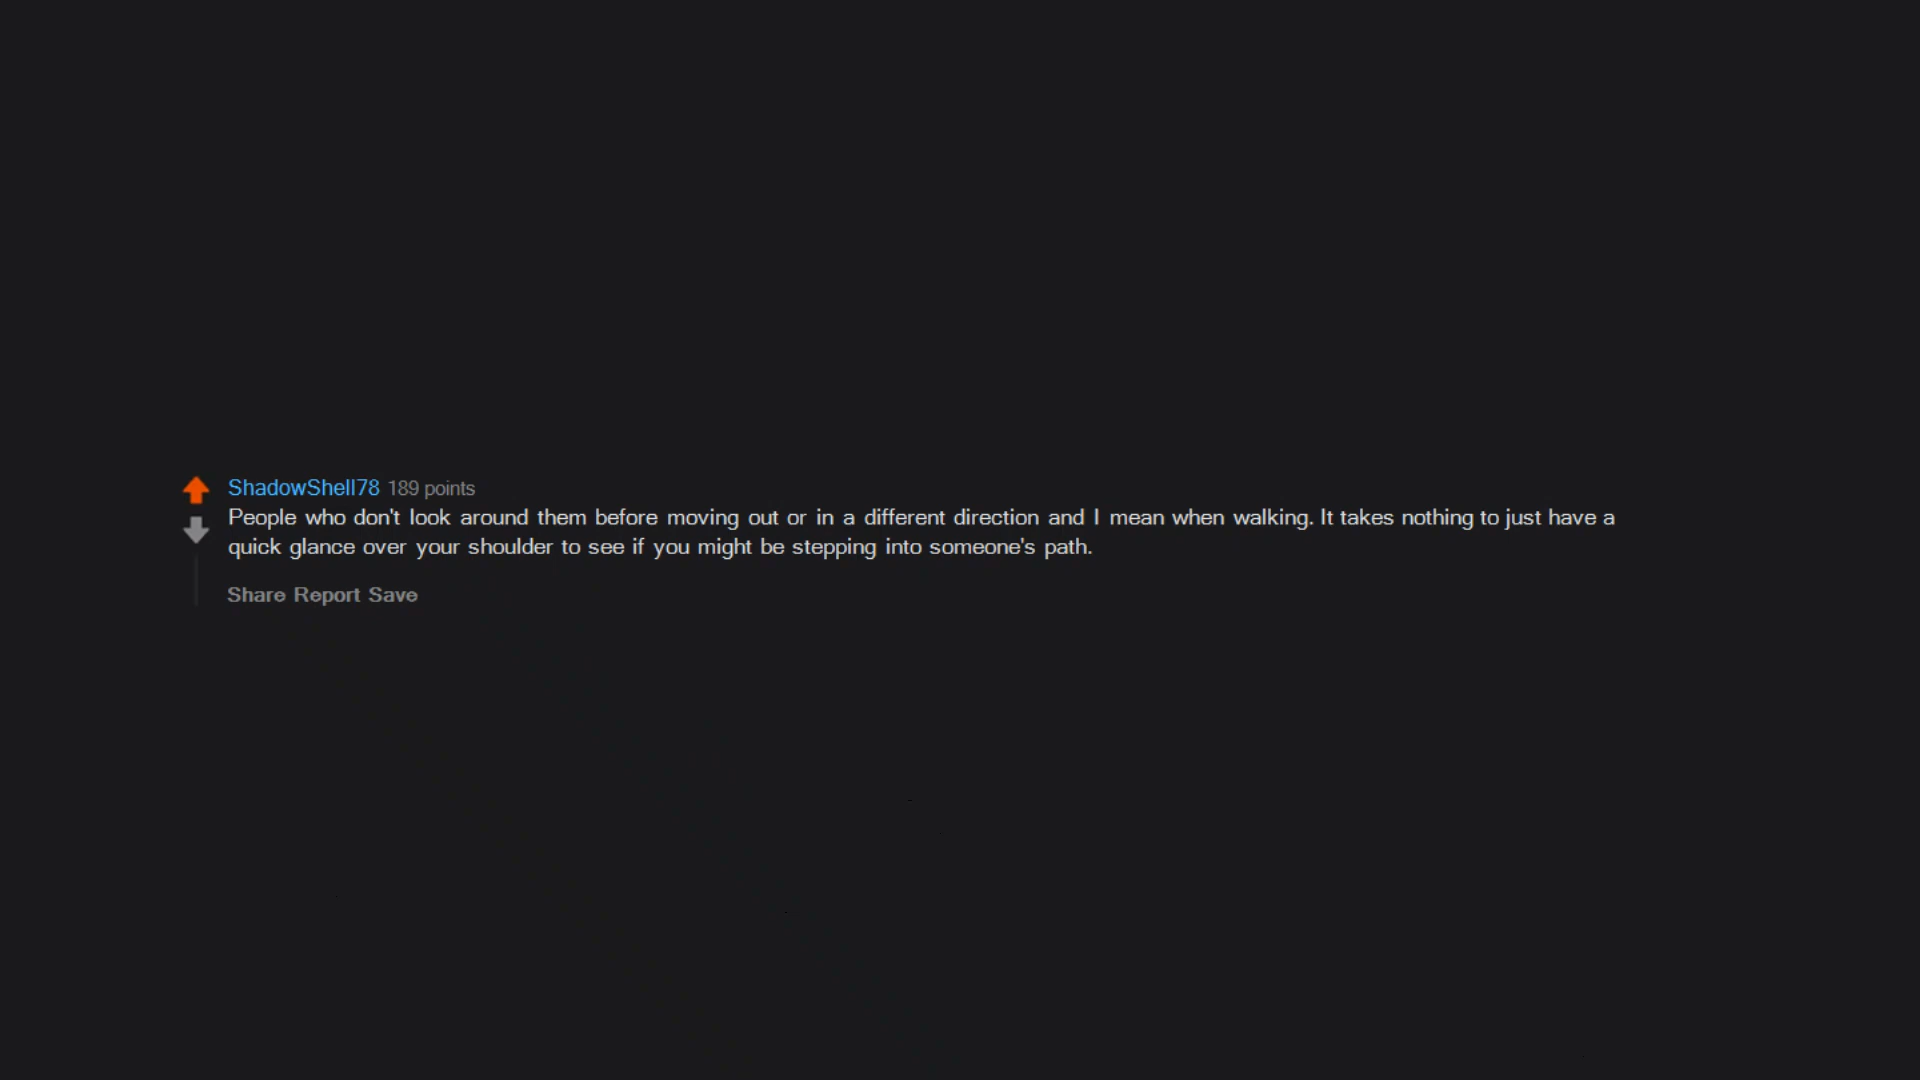 ShadowShell78 189 points
People who don't look around them before moving out or in a different direction and I mean when walking. It takes nothing to just have a
quick glance over your shoulder to see if you might be stepping into someone's path.
Share Report Save